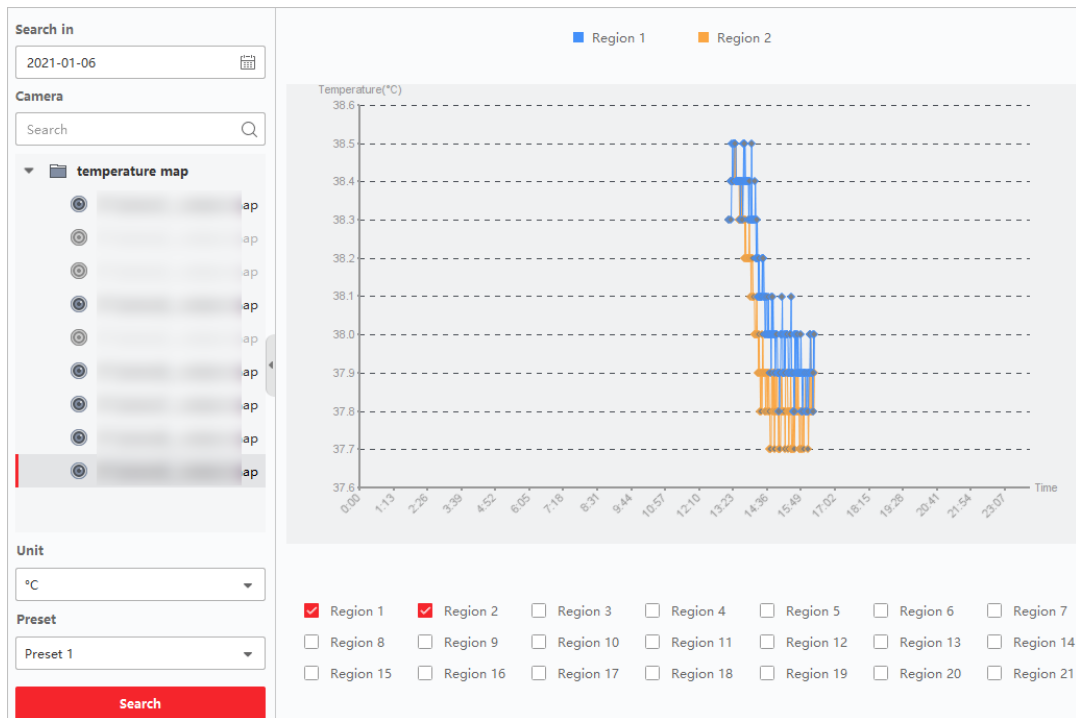 Search in
2021-01-06
Camera
Search
temperature map
ap
ap
ap
ap
ap
ap
ap
ap
ap
Unit
°C
Preset
Preset 1
Search
Region 1 Region 2
Temperature(°C)
38.6
38.5
38.4
38.3
38.2
38.1
38.0
37.9
37.8
37.7
37.6
Time
0:00 1:13 2:26 3:39 4:52 6:05 7:18 8:31 9:44 10:57 12:10 13:23 14:36 15:49 17:02 18:15 19:28 20:41 21:54 23:07
Region 1 Region 2 Region 3 Region 4 Region 5 Region 6 Region 7
Region 8 Region 9 Region 10 Region 11 Region 12 Region 13 Region 14
Region 15 Region 16 Region 17 Region 18 Region 19 Region 20 Region 21